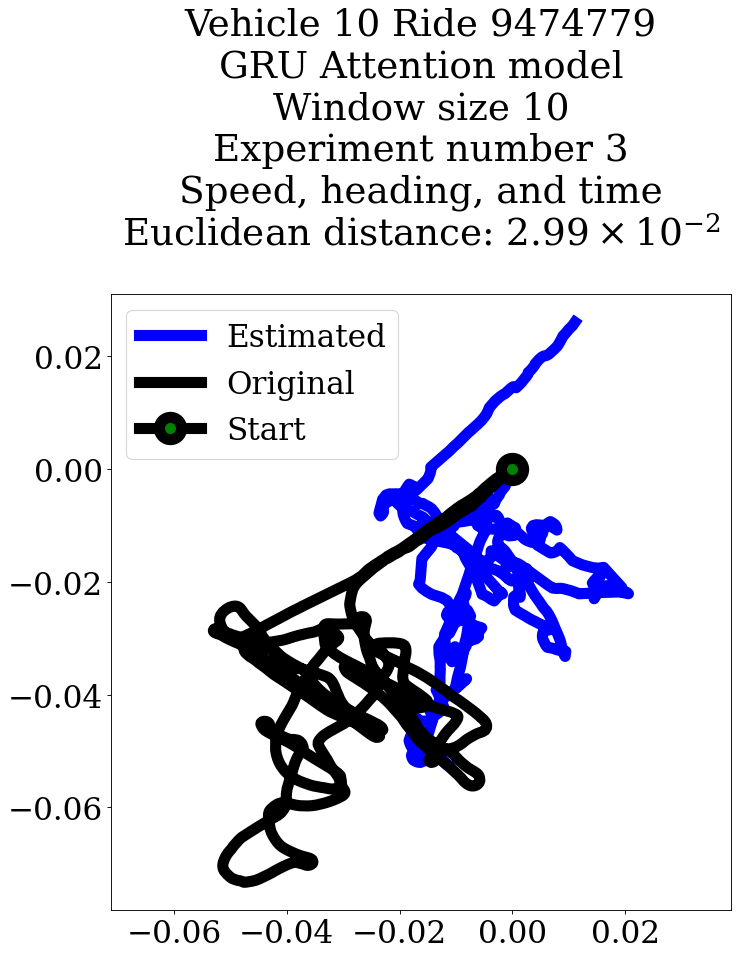 Vehicle 10 Ride 9474779
GRU Attention model
Window size 10
Experiment number 3
Speed, heading, and time
Euclidean distance: 2.99 × 10⁻²
Estimated
Original
Start
0.02
0.00
−0.02
−0.04
−0.06
−0.06 −0.04 −0.02 0.00 0.02